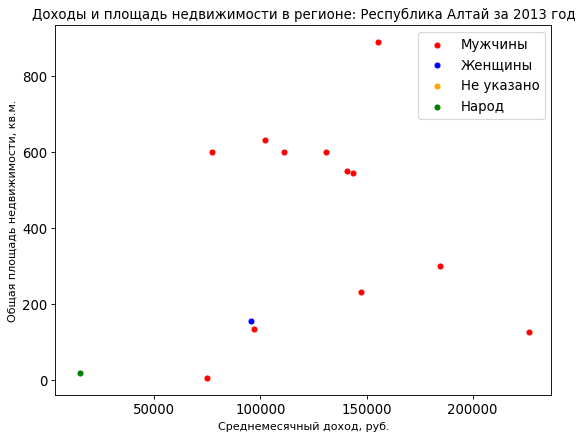 Доходы и площадь недвижимости в регионе: Республика Алтай за 2013 год
Мужчины
Женщины
Не указано
Народ
Общая площадь недвижимости, кв.м.
800
600
400
200
0
50000 100000 150000 200000
Среднемесячный доход, руб.